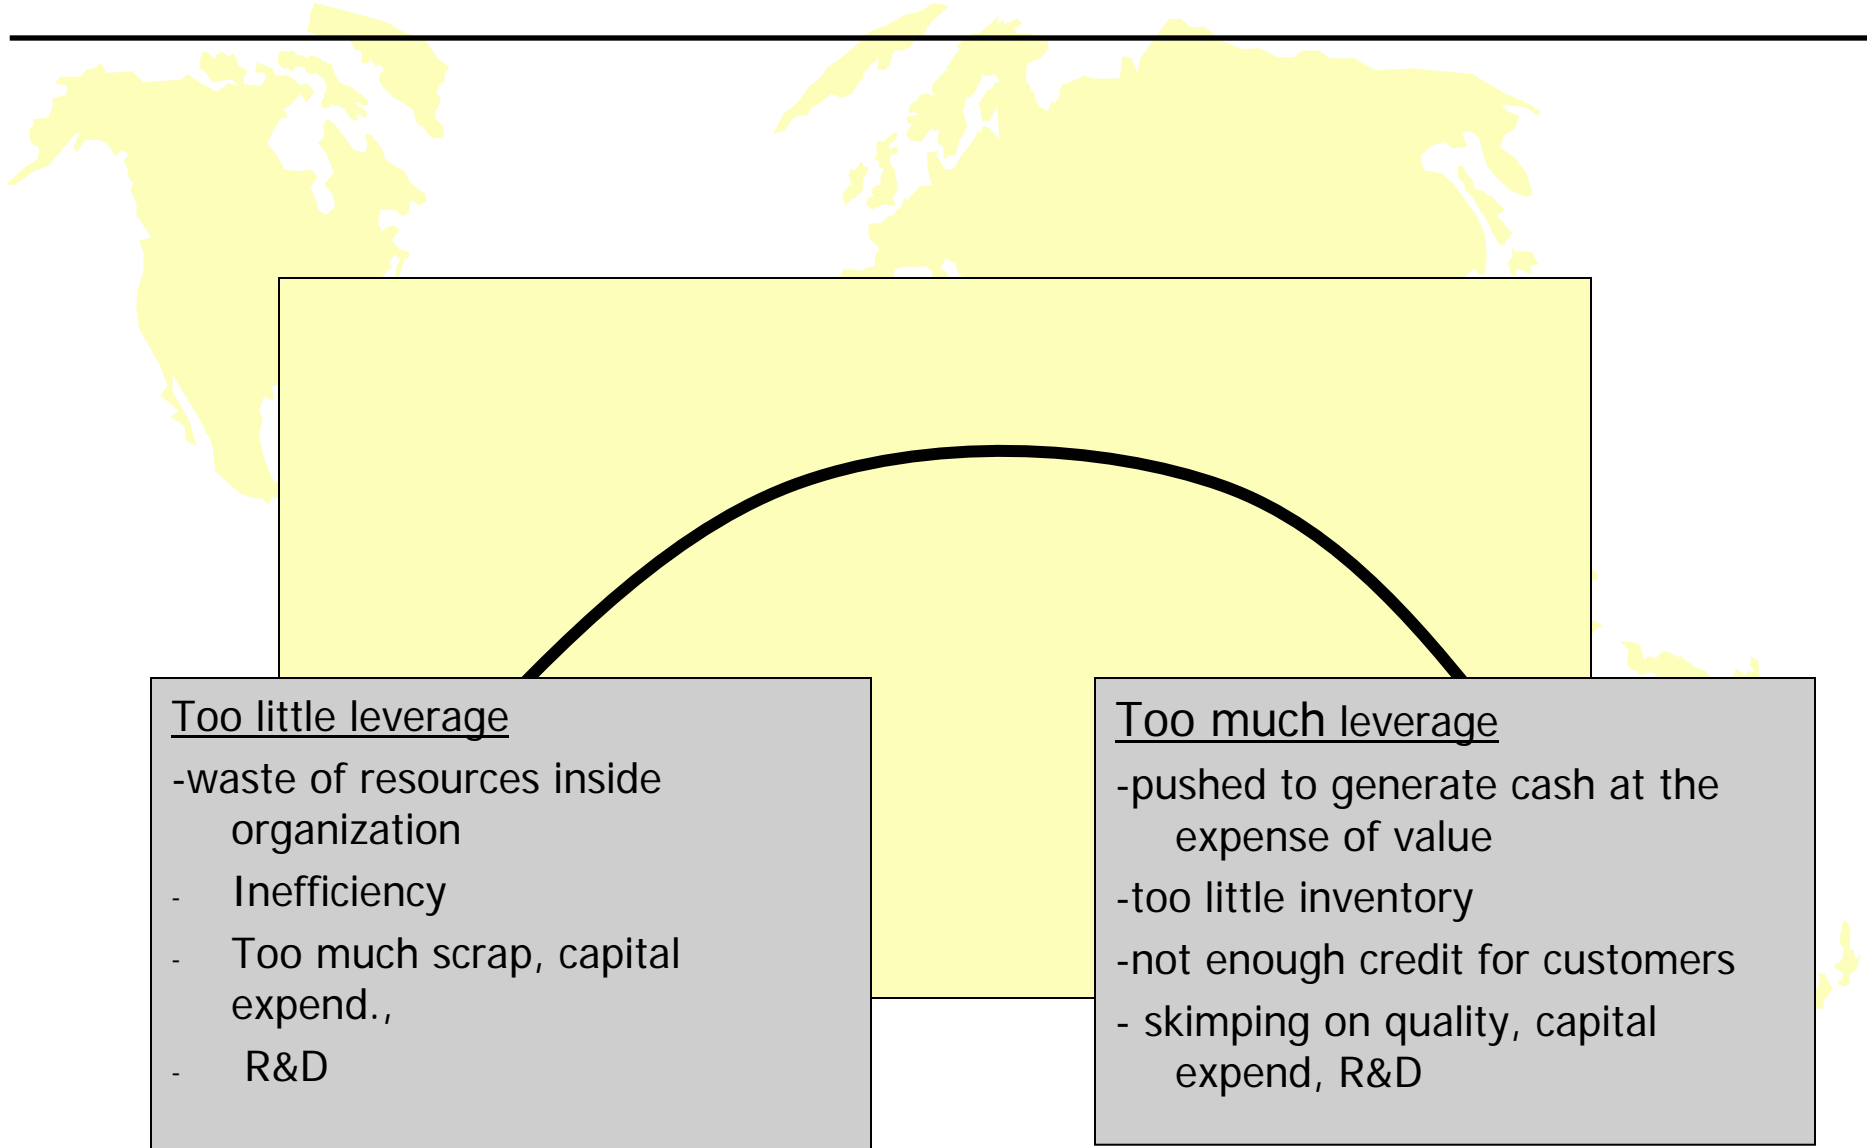 Too little leverage
-waste of resources inside
organization
- Inefficiency
- Too much scrap, capital
expend.,
- R&D
Too much leverage
-pushed to generate cash at the
expense of value
-too little inventory
-not enough credit for customers
- skimping on quality, capital
expend, R&D